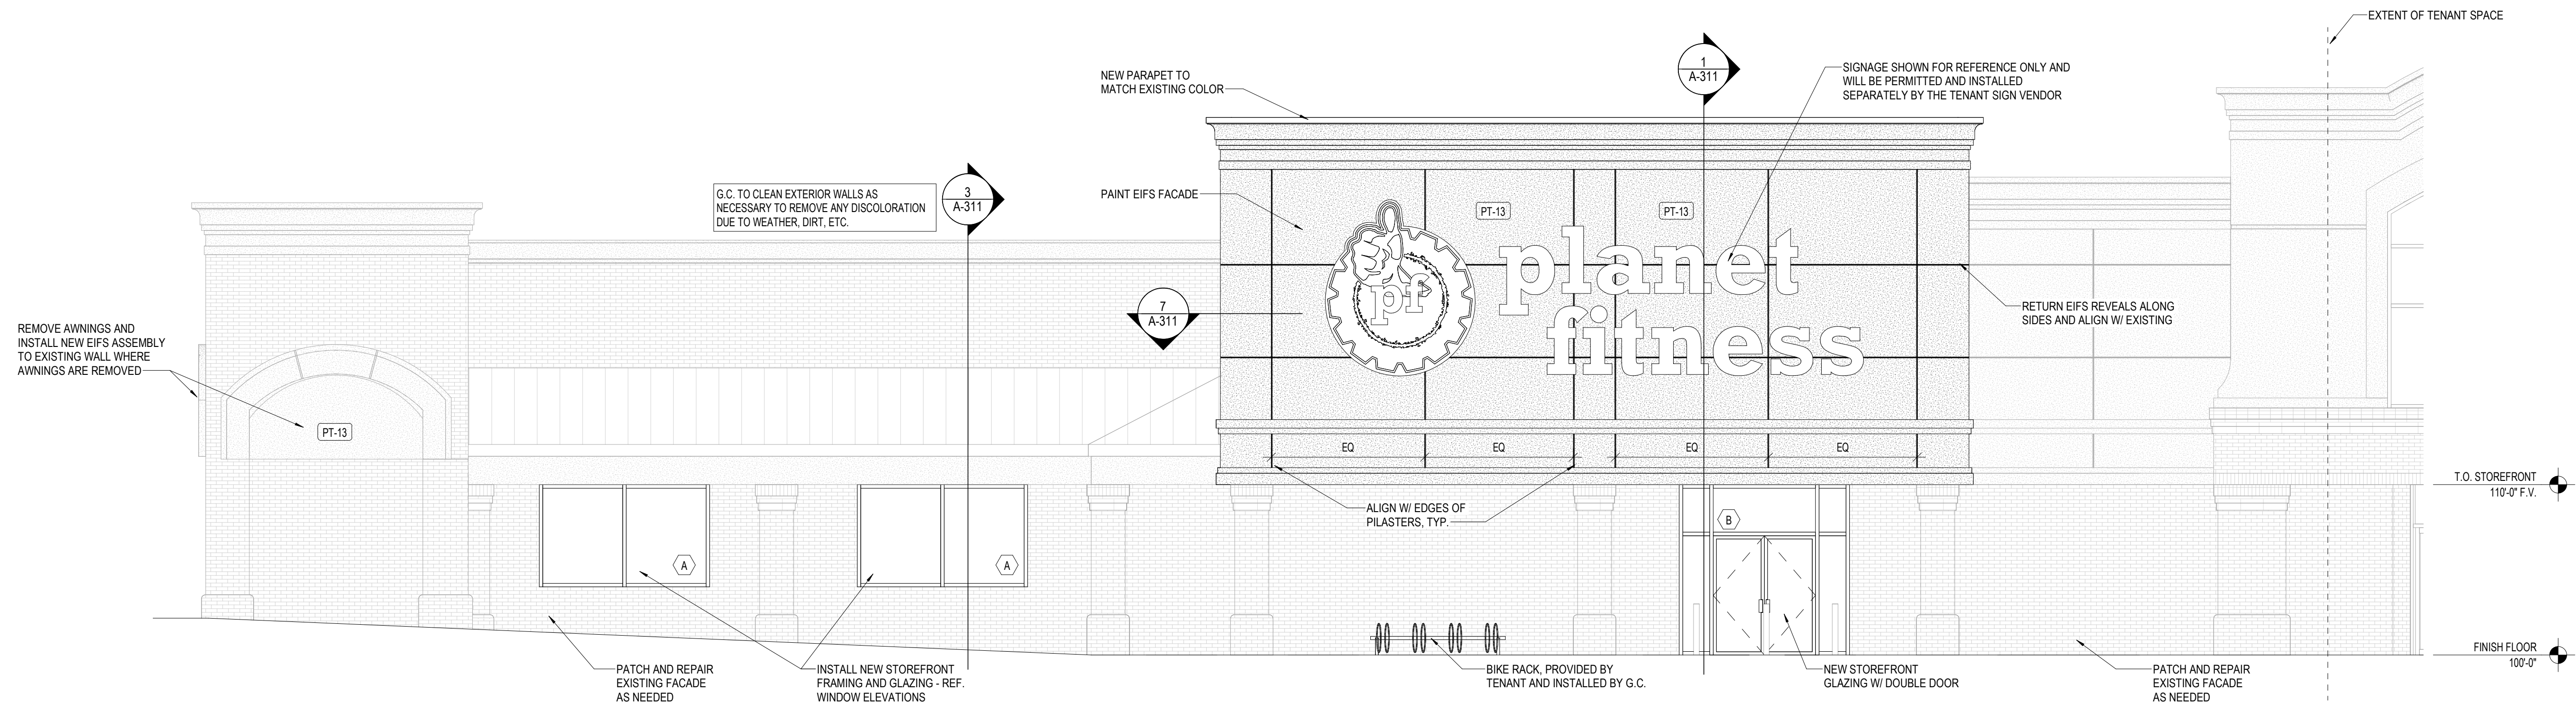 EXTENT OF TENANT SPACE
NEW PARAPET TO
MATCH EXISTING COLOR
1
A-311
SIGNAGE SHOWN FOR REFERENCE ONLY AND
WILL BE PERMITTED AND INSTALLED
SEPARATELY BY THE TENANT SIGN VENDOR
G.C. TO CLEAN EXTERIOR WALLS AS
NECESSARY TO REMOVE ANY DISCOLORATION
DUE TO WEATHER, DIRT, ETC.
3
A-311
PAINT EIFS FACADE
PT-13
PT-13
planet
fitness
pf
7
A-311
RETURN EIFS REVEALS ALONG
SIDES AND ALIGN W/ EXISTING
REMOVE AWNINGS AND
INSTALL NEW EIFS ASSEMBLY
TO EXISTING WALL WHERE
AWNINGS ARE REMOVED
PT-13
EQ
EQ
EQ
EQ
ALIGN W/ EDGES OF
PILASTERS, TYP.
T.O. STOREFRONT
110'-0" F.V.
A
A
B
PATCH AND REPAIR
EXISTING FACADE
AS NEEDED
INSTALL NEW STOREFRONT
FRAMING AND GLAZING - REF.
WINDOW ELEVATIONS
BIKE RACK, PROVIDED BY
TENANT AND INSTALLED BY G.C.
NEW STOREFRONT
GLAZING W/ DOUBLE DOOR
PATCH AND REPAIR
EXISTING FACADE
AS NEEDED
FINISH FLOOR
100'-0"